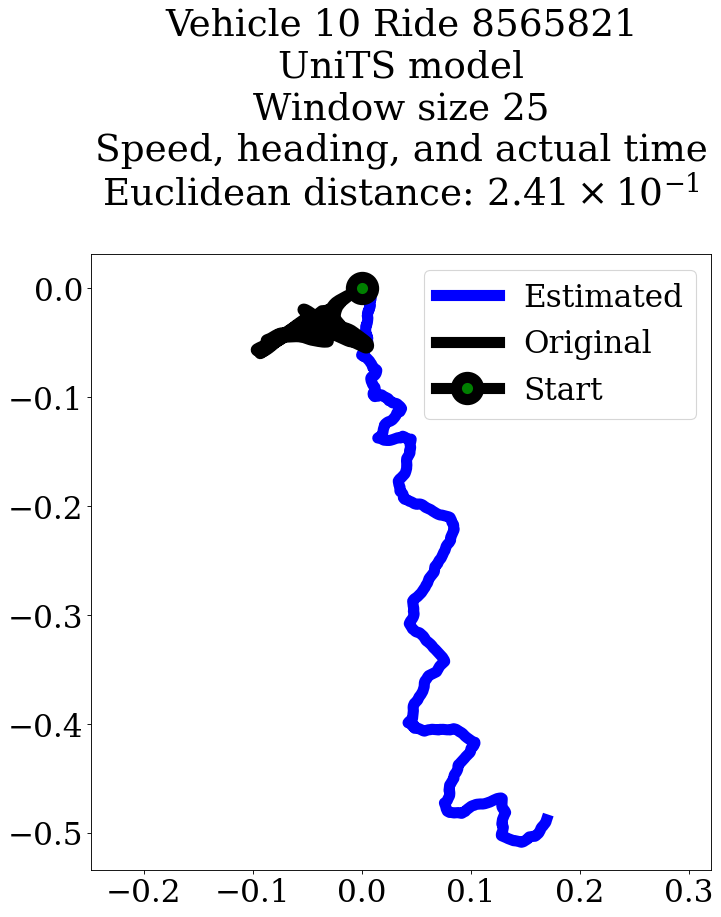 Vehicle 10 Ride 8565821
UniTS model
Window size 25
Speed, heading, and actual time
Euclidean distance: 2.41 × 10⁻¹
Estimated
Original
Start
0.0
−0.1
−0.2
−0.3
−0.4
−0.5
−0.2 −0.1 0.0 0.1 0.2 0.3